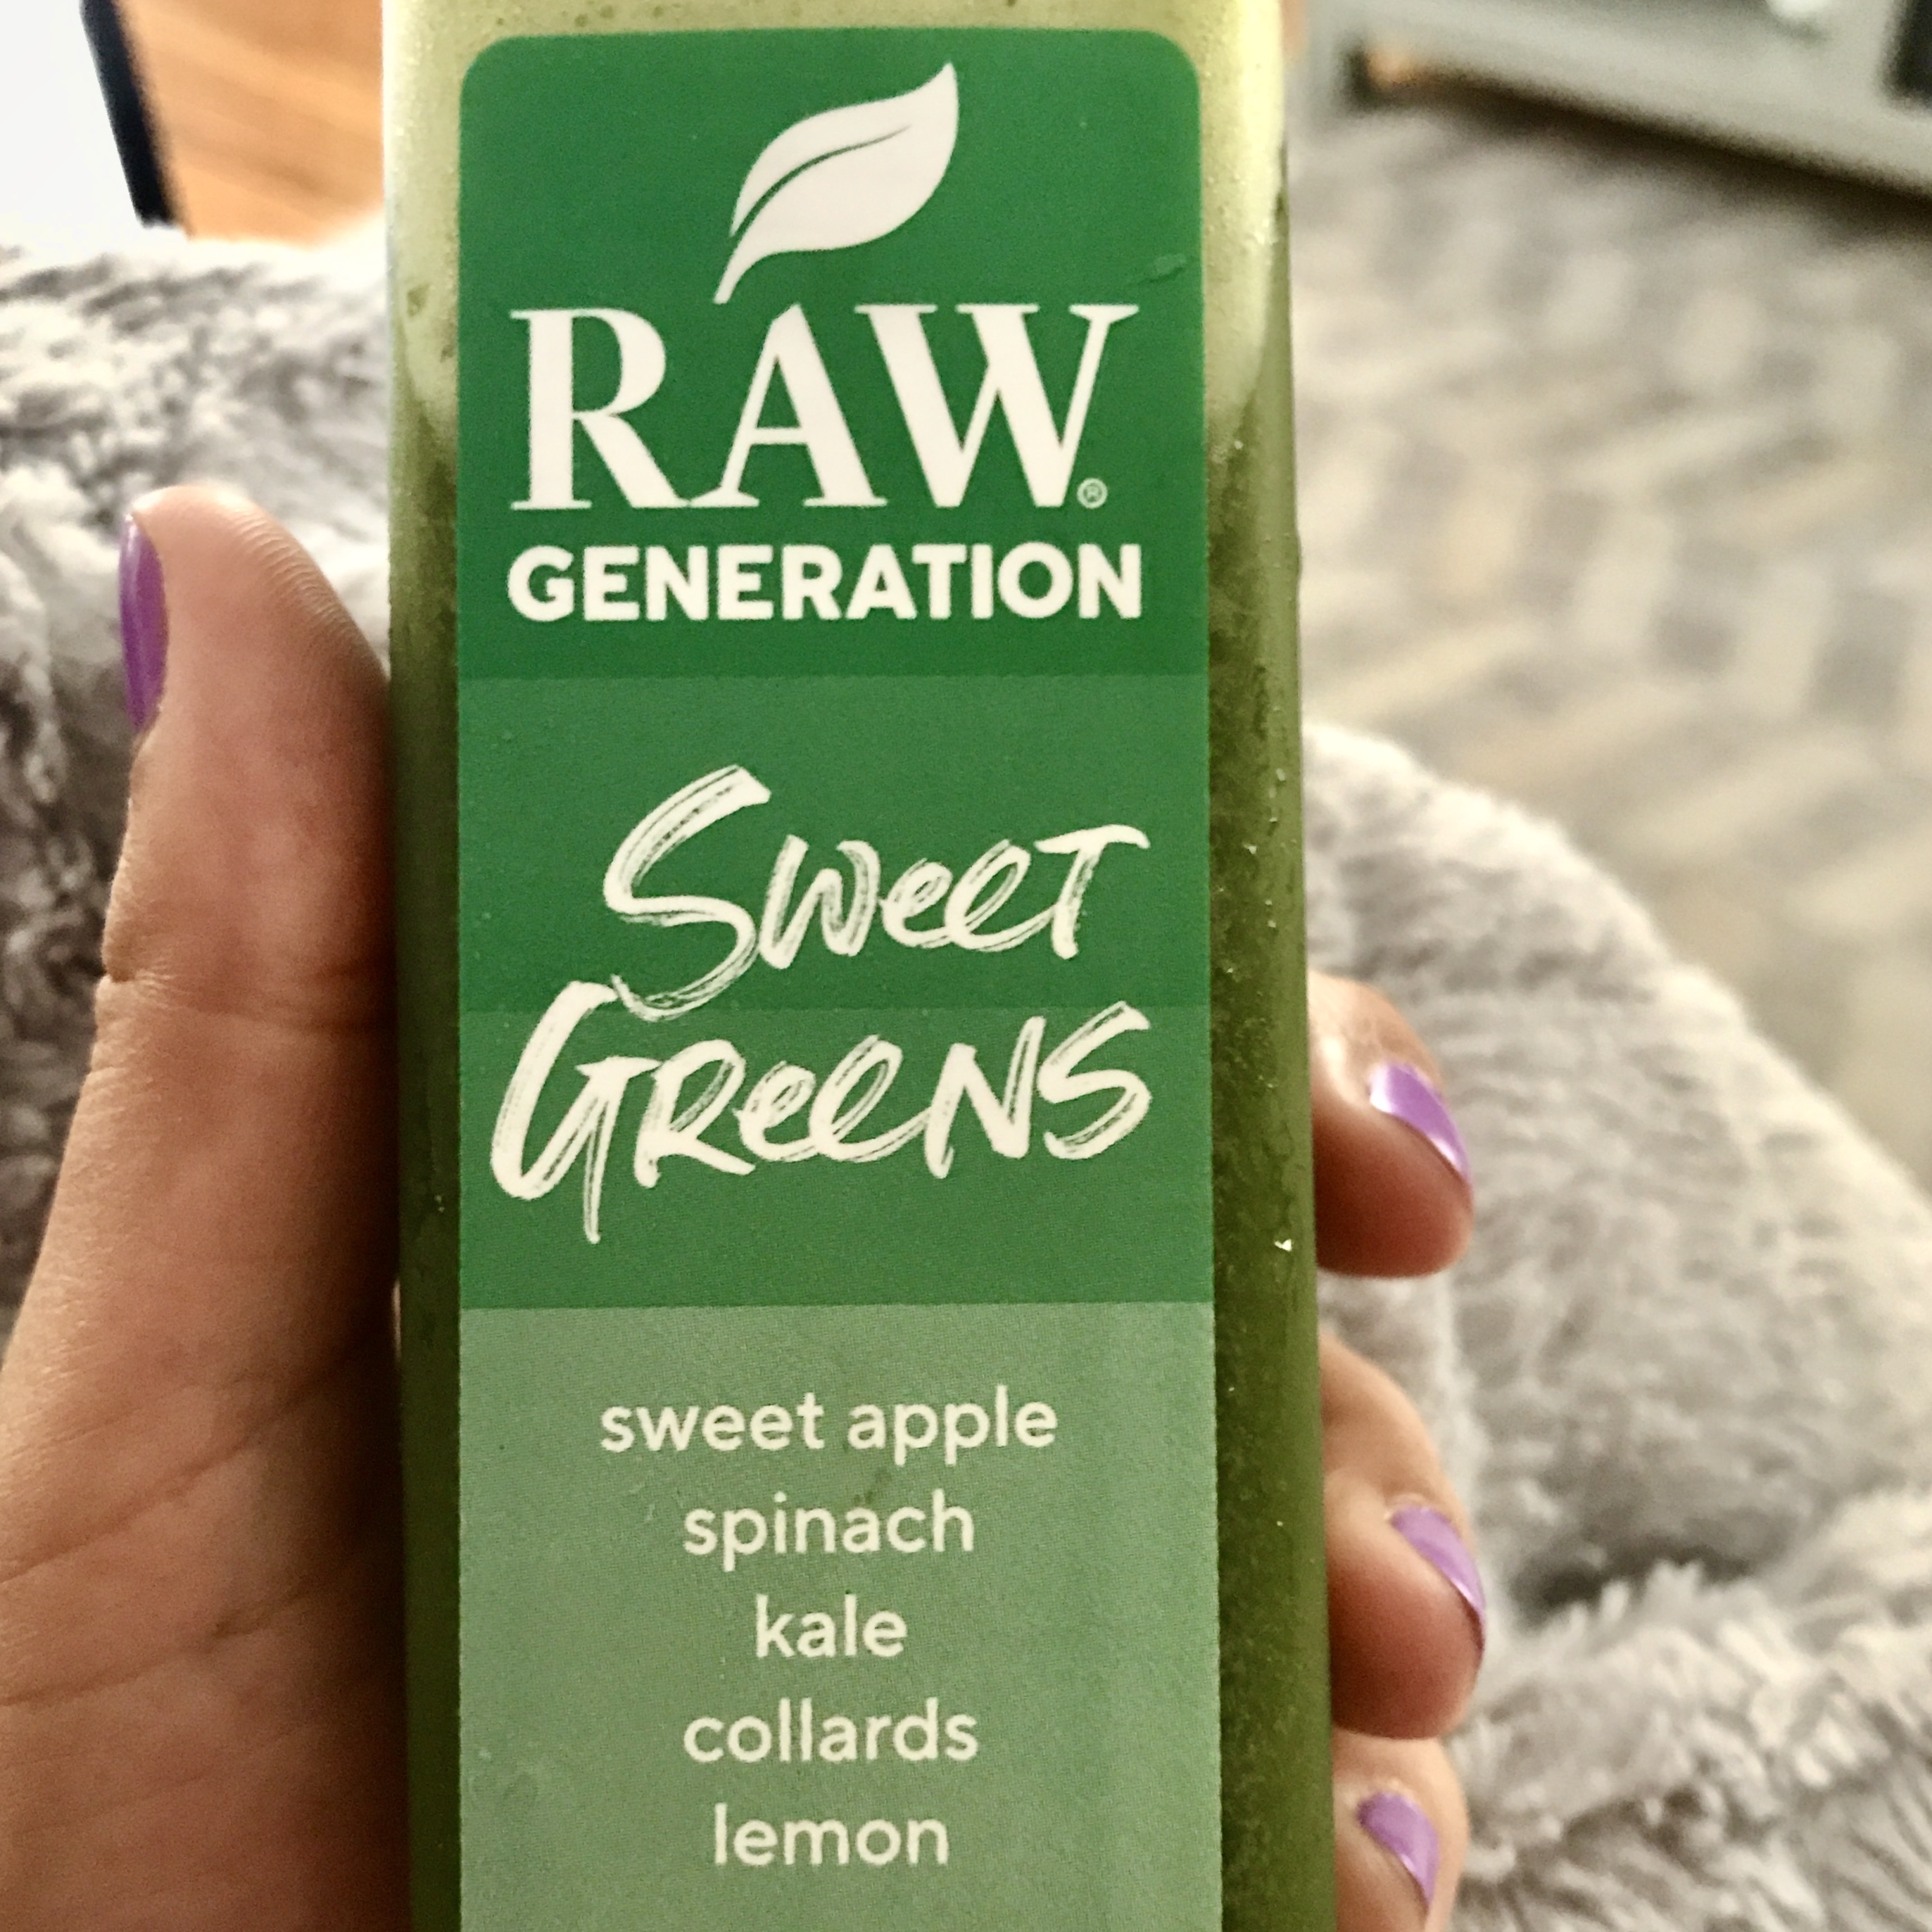 RAW®
GENERATION
Sweet
Greens
sweet apple
spinach
kale
collards
lemon